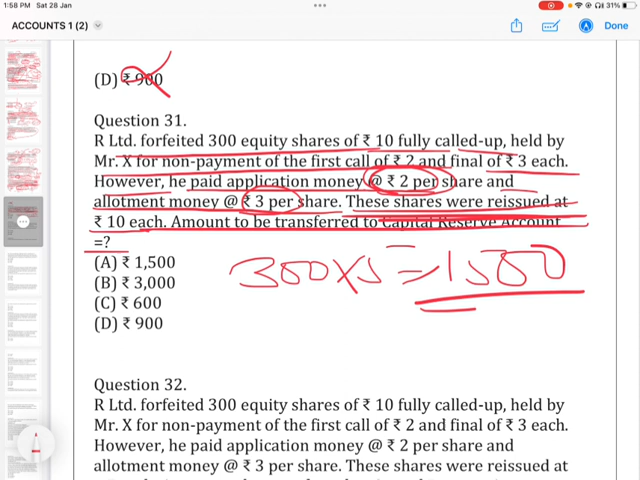 1:58 PM Sat 28 Jan
31%
ACCOUNTS 1 (2)
Done
(D) ₹ 900
Question 31.
R Ltd. forfeited 300 equity shares of ₹ 10 fully called-up, held by
Mr. X for non-payment of the first call of ₹ 2 and final of ₹ 3 each.
However, he paid application money @ ₹ 2 per share and
allotment money @ ₹ 3 per share. These shares were reissued at
₹ 10 each. Amount to be transferred to Capital Reserve Account
=?
(A) ₹ 1,500
(B) ₹ 3,000
(C) ₹ 600
(D) ₹ 900
300 x 5 = 1500
Question 32.
R Ltd. forfeited 300 equity shares of ₹ 10 fully called-up, held by
Mr. X for non-payment of the first call of ₹ 2 and final of ₹ 3 each.
However, he paid application money @ ₹ 2 per share and
allotment money @ ₹ 3 per share. These shares were reissued at